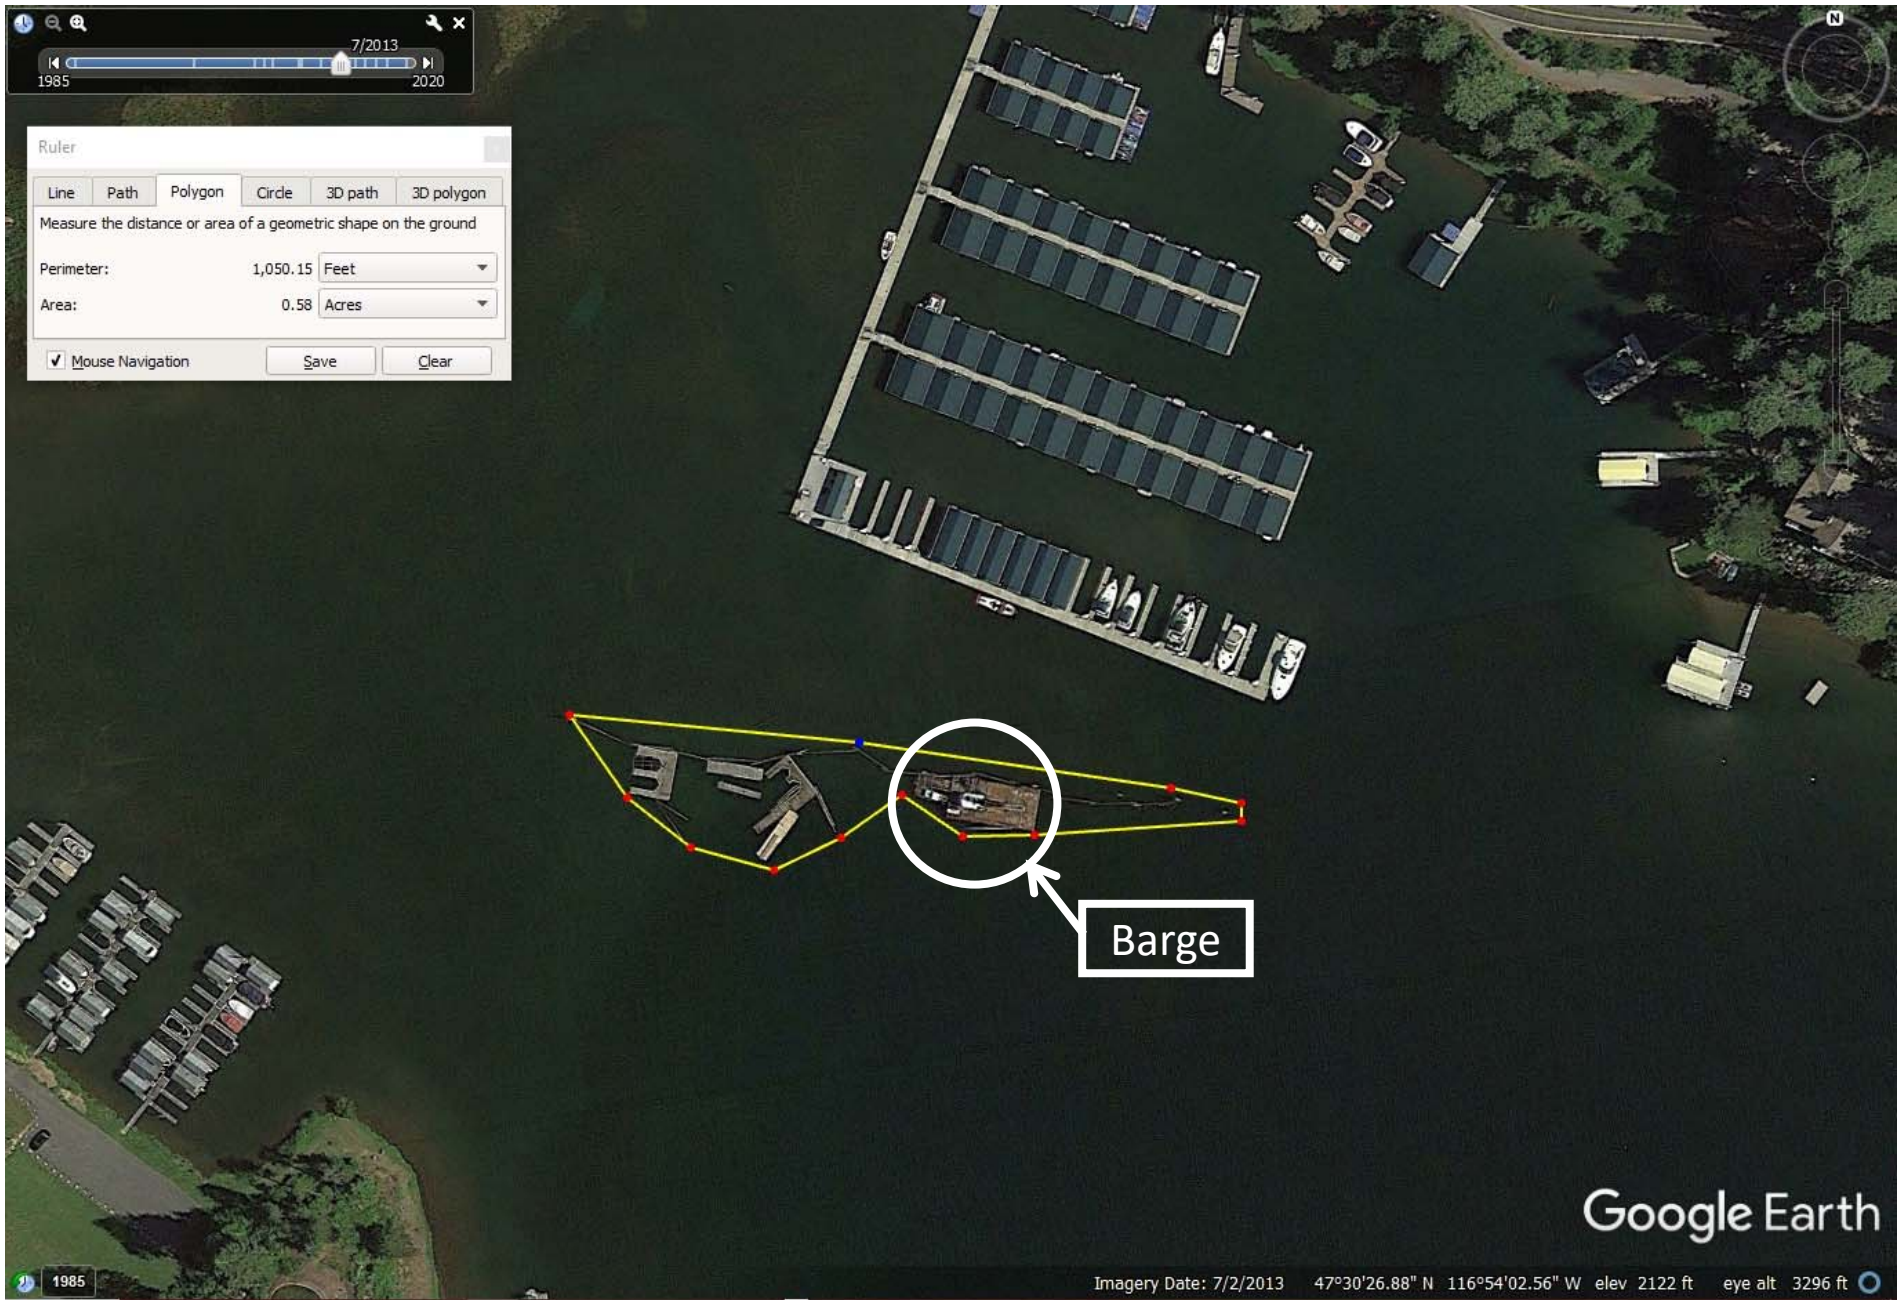 7/2013
1985
2020
N
Ruler
Line Path Polygon Circle 3D path 3D polygon
Measure the distance or area of a geometric shape on the ground
Perimeter: 1,050.15 Feet
Area: 0.58 Acres
Mouse Navigation Save Clear
Barge
Google Earth
1985
Imagery Date: 7/2/2013 47°30'26.88" N 116°54'02.56" W elev 2122 ft eye alt 3296 ft